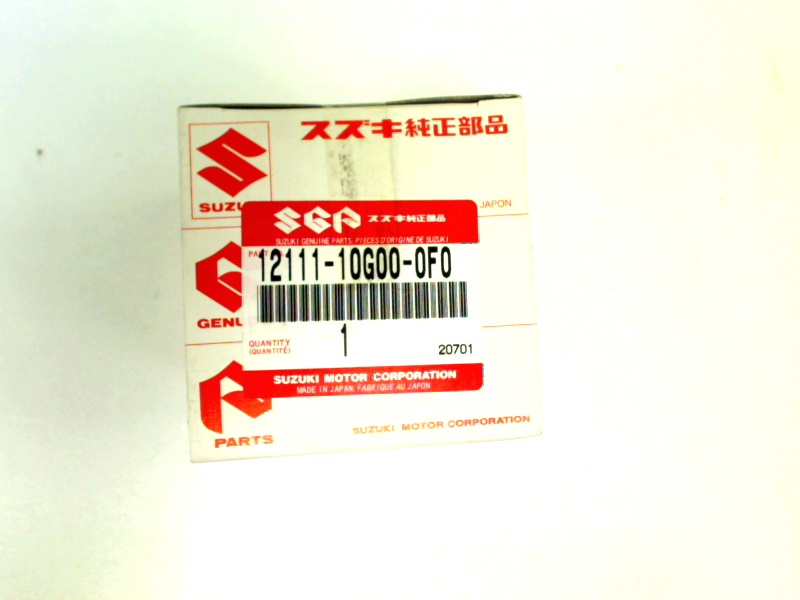 スズキ純正部品
SUZU
JAPON
SGP スズキ純正部品
SUZUKI GENUINE PARTS PIECES D'ORIGINE DE SUZUKI
PART
12111-10G00-0F0
GENU
QUANTITY
(QUANTITÉ)
1
20701
SUZUKI MOTOR CORPORATION
MADE IN JAPAN FABRIQUE AU JAPON
PARTS
SUZUKI MOTOR CORPORATION